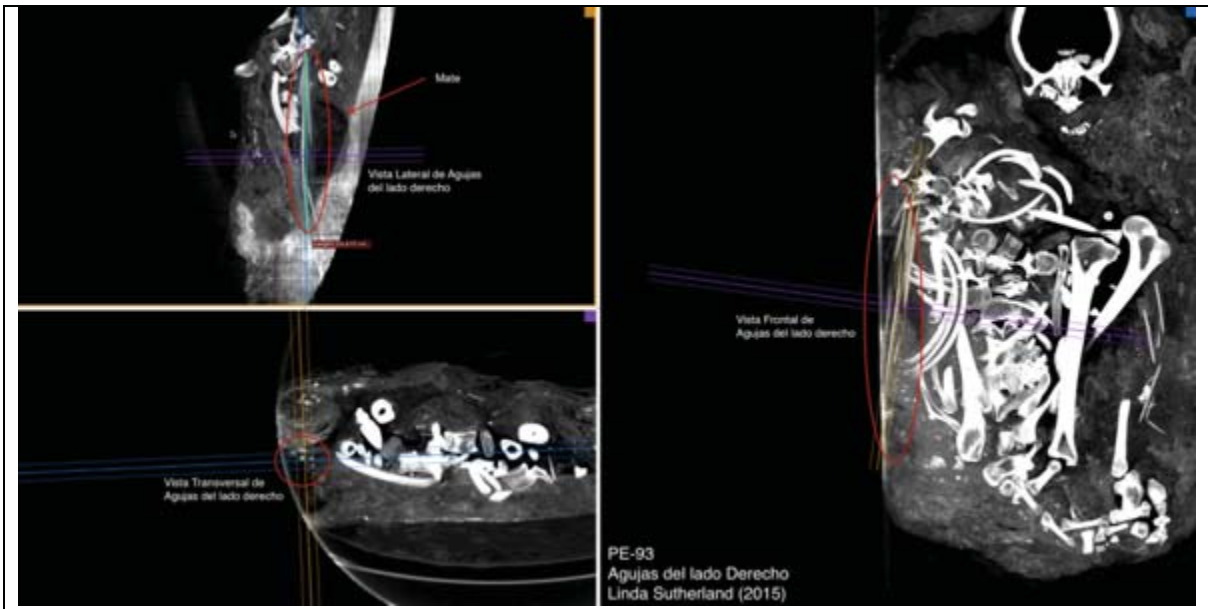 Mate
Vista Lateral de Agujas
del lado derecho
Vista Transversal de
Agujas del lado derecho
Vista Frontal de
Agujas del lado derecho
PE-93
Agujas del lado Derecho
Linda Sutherland (2015)